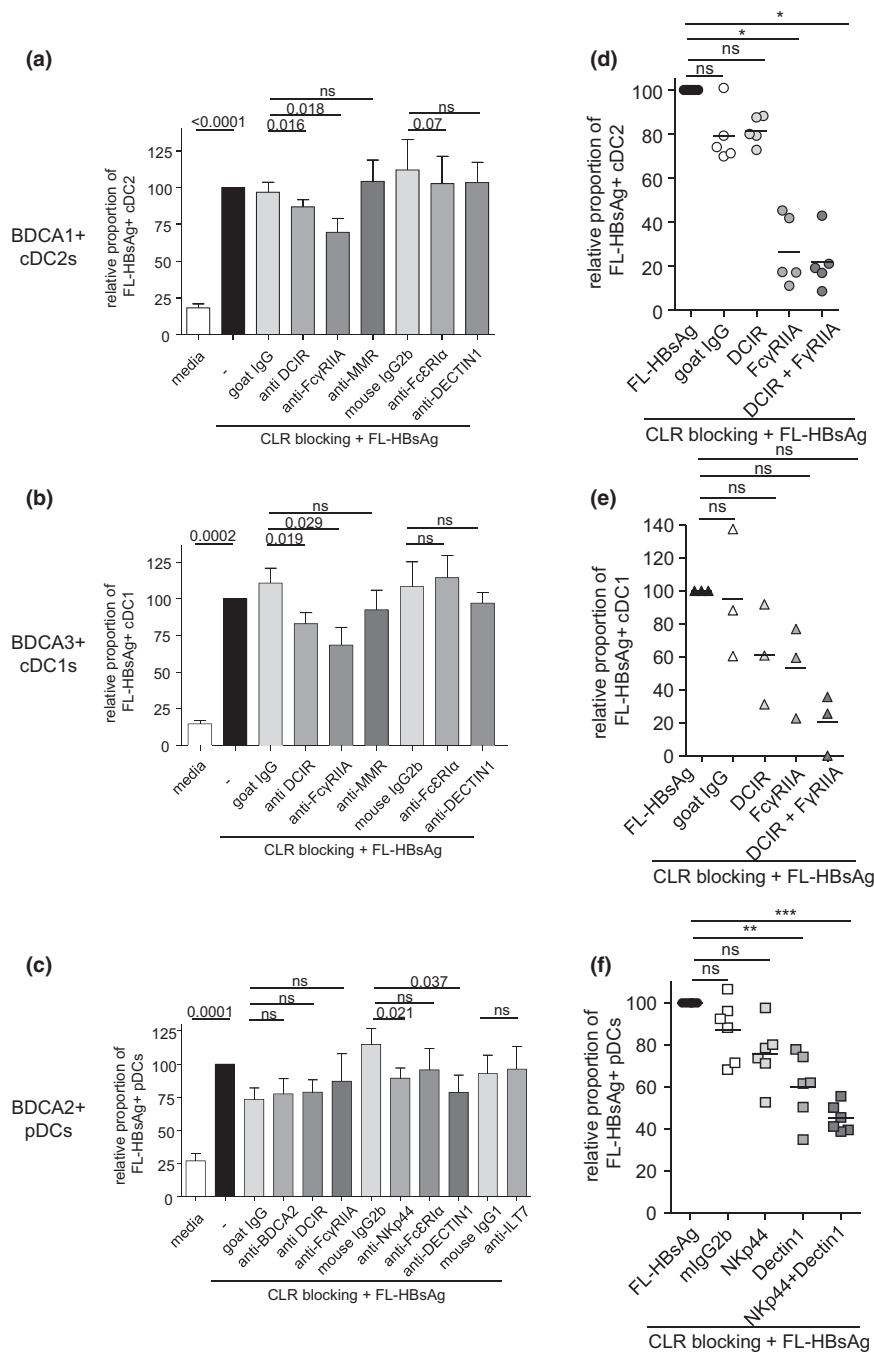 (a)
BDCA1+
cDC2s
relative proportion of
FL-HBsAg+ cDC2
125
100
75
50
25
0
<0.0001
ns
0.018
0.016
ns
0.07
media
-
goat IgG
anti DCIR
anti-FcγRIIA
anti-MMR
mouse IgG2b
anti-FcƐRIα
anti-DECTIN1
CLR blocking + FL-HBsAg
(d)
relative proportion of
FL-HBsAg+ cDC2
100
80
60
40
20
0
*
*
ns
ns
FL-HBsAg
goat IgG
DCIR
FcγRIIA
DCIR + FγRIIA
CLR blocking + FL-HBsAg
(b)
BDCA3+
cDC1s
relative proportion of
FL-HBsAg+ cDC1
125
100
75
50
25
0
0.0002
ns
0.029
0.019
ns
ns
media
-
goat IgG
anti DCIR
anti-FcγRIIA
anti-MMR
mouse IgG2b
anti-FcƐRIα
anti-DECTIN1
CLR blocking + FL-HBsAg
(e)
relative proportion of
FL-HBsAg+ cDC1
140
120
100
80
60
40
20
0
ns
ns
ns
ns
FL-HBsAg
goat IgG
DCIR
FcγRIIA
DCIR + FγRIIA
CLR blocking + FL-HBsAg
(c)
BDCA2+
pDCs
relative proportion of
FL-HBsAg+ pDCs
125
100
75
50
25
0
0.0001
ns
ns
ns
0.037
ns
0.021
ns
media
-
goat IgG
anti-BDCA2
anti DCIR
anti-FcγRIIA
mouse IgG2b
anti-NKp44
anti-FcƐRIα
anti-DECTIN1
mouse IgG1
anti-ILT7
CLR blocking + FL-HBsAg
(f)
relative proportion of
FL-HBsAg+ pDCs
100
80
60
40
20
0
***
**
ns
ns
FL-HBsAg
mIgG2b
NKp44
Dectin1
NKp44+Dectin1
CLR blocking + FL-HBsAg